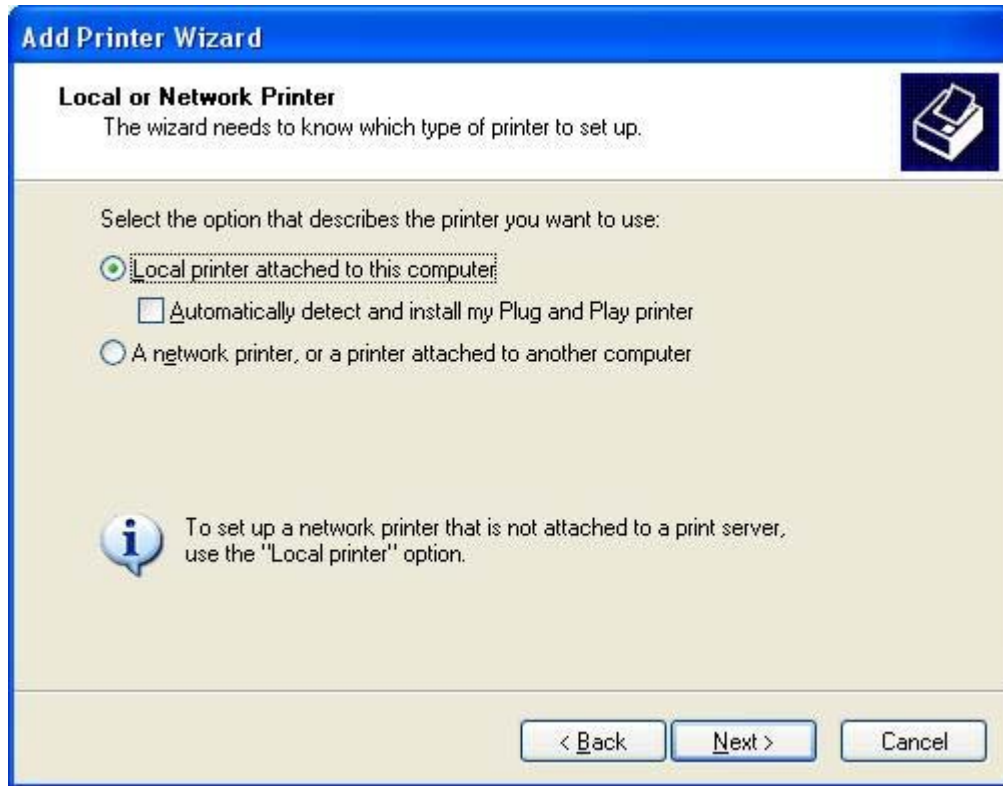 Add Printer Wizard
Local or Network Printer
The wizard needs to know which type of printer to set up.
Select the option that describes the printer you want to use:
Local printer attached to this computer
Automatically detect and install my Plug and Play printer
A network printer, or a printer attached to another computer
To set up a network printer that is not attached to a print server,
use the "Local printer" option.
< Back
Next >
Cancel